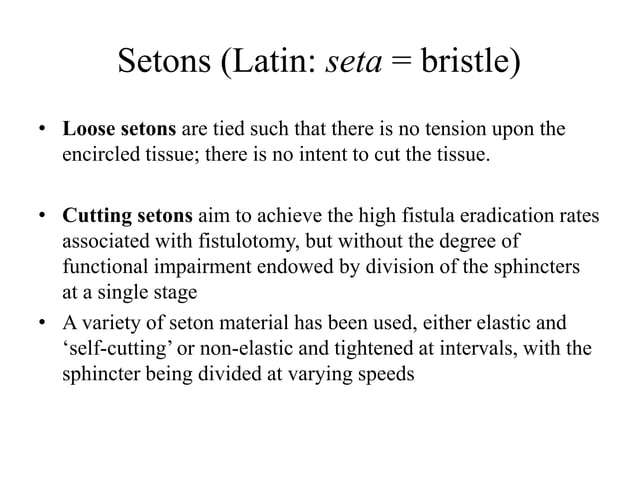 Setons (Latin: seta = bristle)
• Loose setons are tied such that there is no tension upon the
encircled tissue; there is no intent to cut the tissue.
• Cutting setons aim to achieve the high fistula eradication rates
associated with fistulotomy, but without the degree of
functional impairment endowed by division of the sphincters
at a single stage
• A variety of seton material has been used, either elastic and
‘self-cutting’ or non-elastic and tightened at intervals, with the
sphincter being divided at varying speeds